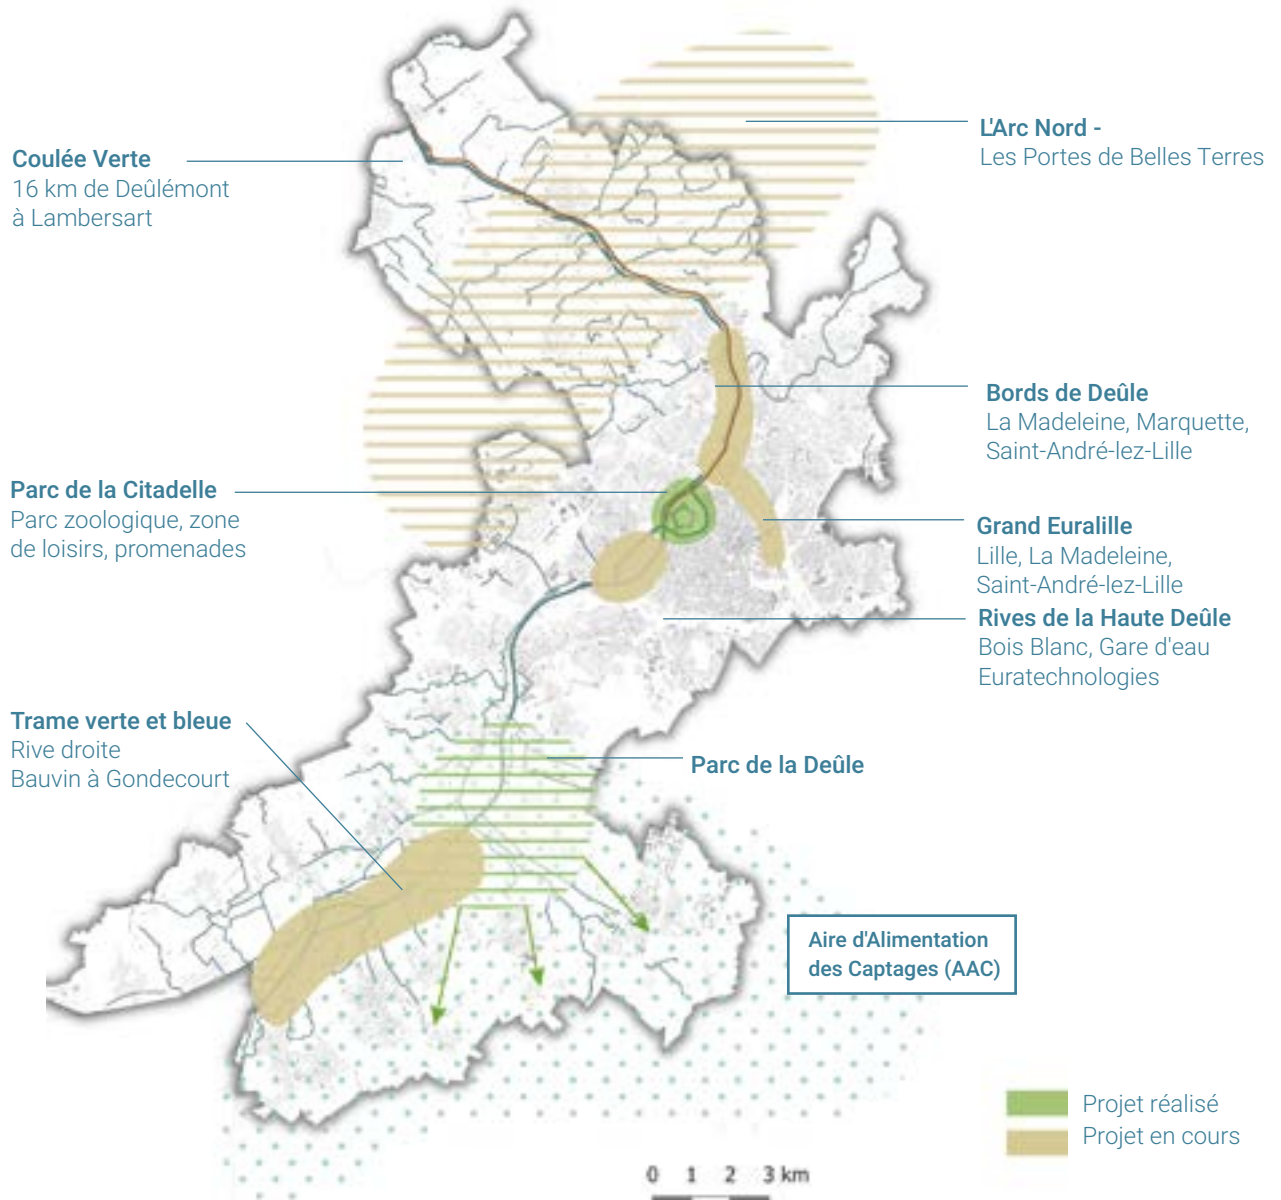 L'Arc Nord -
Les Portes de Belles Terres
Coulée Verte
16 km de Deûlémont
à Lambersart
Bords de Deûle
La Madeleine, Marquette,
Saint-André-lez-Lille
Parc de la Citadelle
Parc zoologique, zone
de loisirs, promenades
Grand Euralille
Lille, La Madeleine,
Saint-André-lez-Lille
Rives de la Haute Deûle
Bois Blanc, Gare d'eau
Euratechnologies
Trame verte et bleue
Rive droite
Bauvin à Gondecourt
Parc de la Deûle
Aire d'Alimentation
des Captages (AAC)
Projet réalisé
Projet en cours
0 1 2 3 km